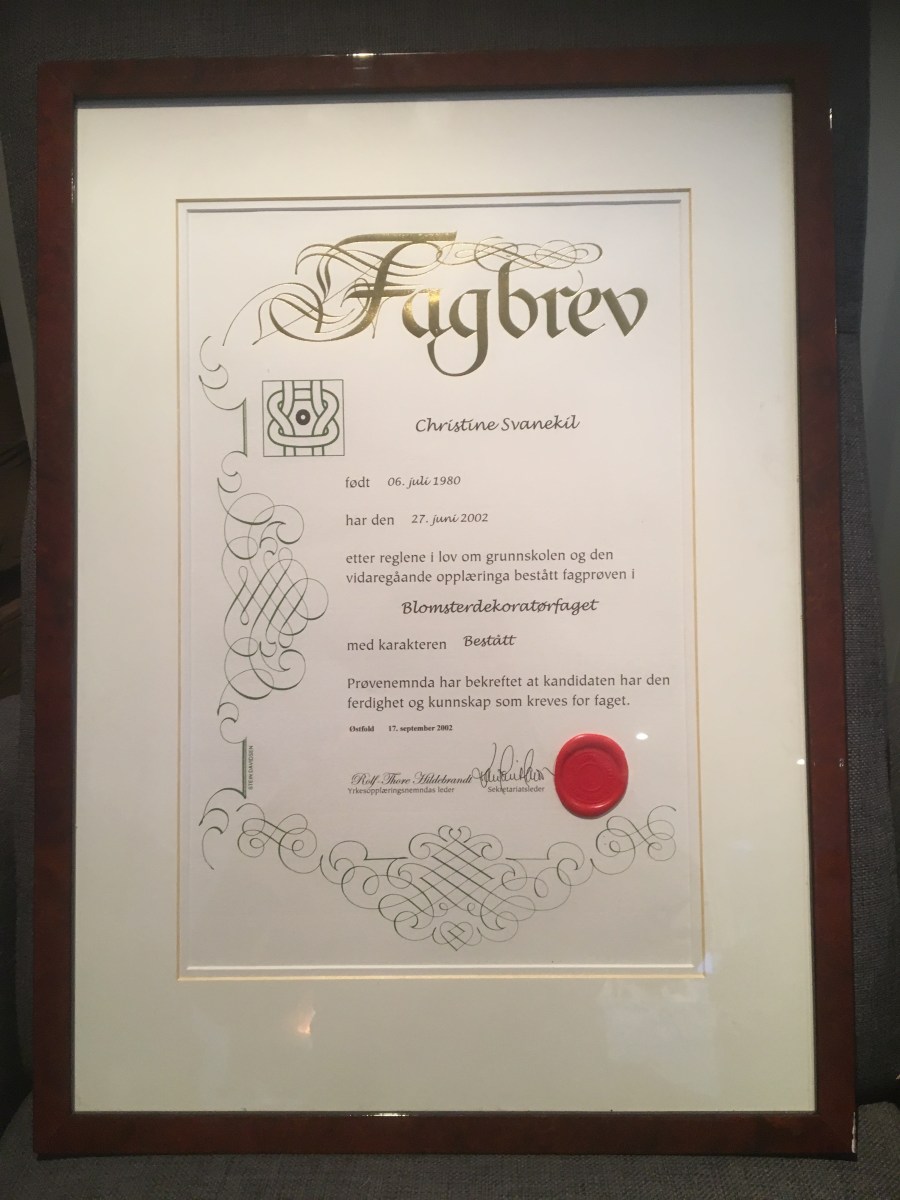 Fagbrev
Christine Svanekil
født 06. juli 1980
har den 27. juni 2002
etter reglene i lov om grunnskolen og den
vidaregåande opplæringa bestått fagprøven i
Blomsterdekoratørfaget
med karakteren Bestått
Prøvenemnda har bekreftet at kandidaten har den
ferdighet og kunnskap som kreves for faget.
Østfold 17. september 2002
Rolf Thore Hildebrandt
Yrkesopplæringsnemndas leder Sekretariatsleder
STEIN DAVIDSEN